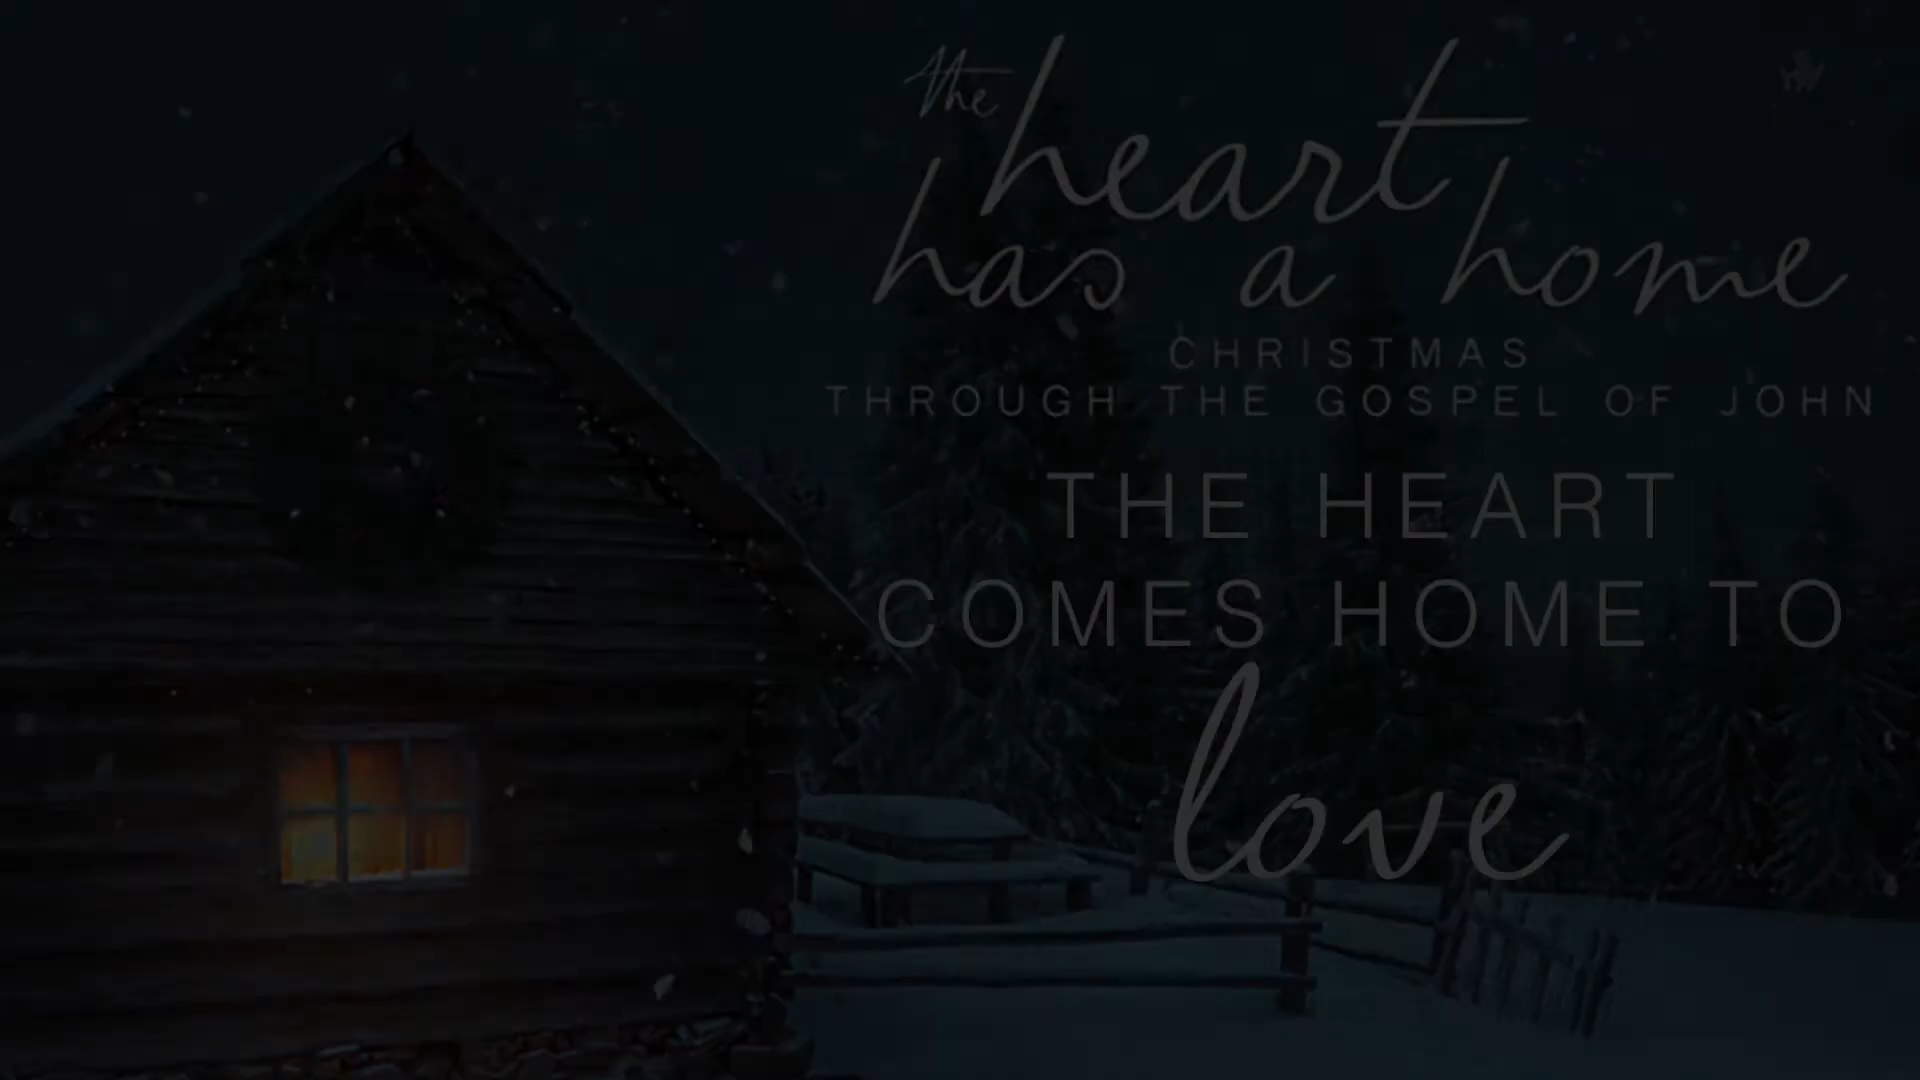 the
heart
has a home
CHRISTMAS
THROUGH THE GOSPEL OF JOHN
THE HEART
COMES HOME TO
love